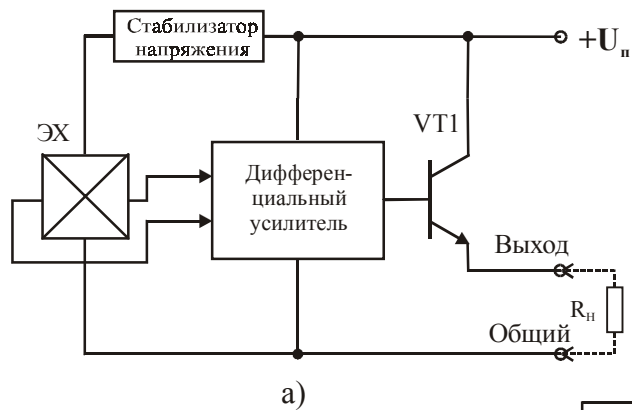 Стабилизатор
напряжения
+Uп
ЭХ
VT1
Дифферен-
циальный
усилитель
Выход
RН
Общий
а)